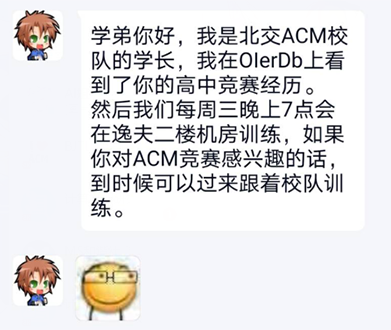 学弟你好，我是北交ACM校
队的学长，我在OIerDb上看
到了你的高中竞赛经历。
然后我们每周三晚上7点会
在逸夫二楼机房训练，如果
你对ACM竞赛感兴趣的话，
到时候可以过来跟着校队训
练。